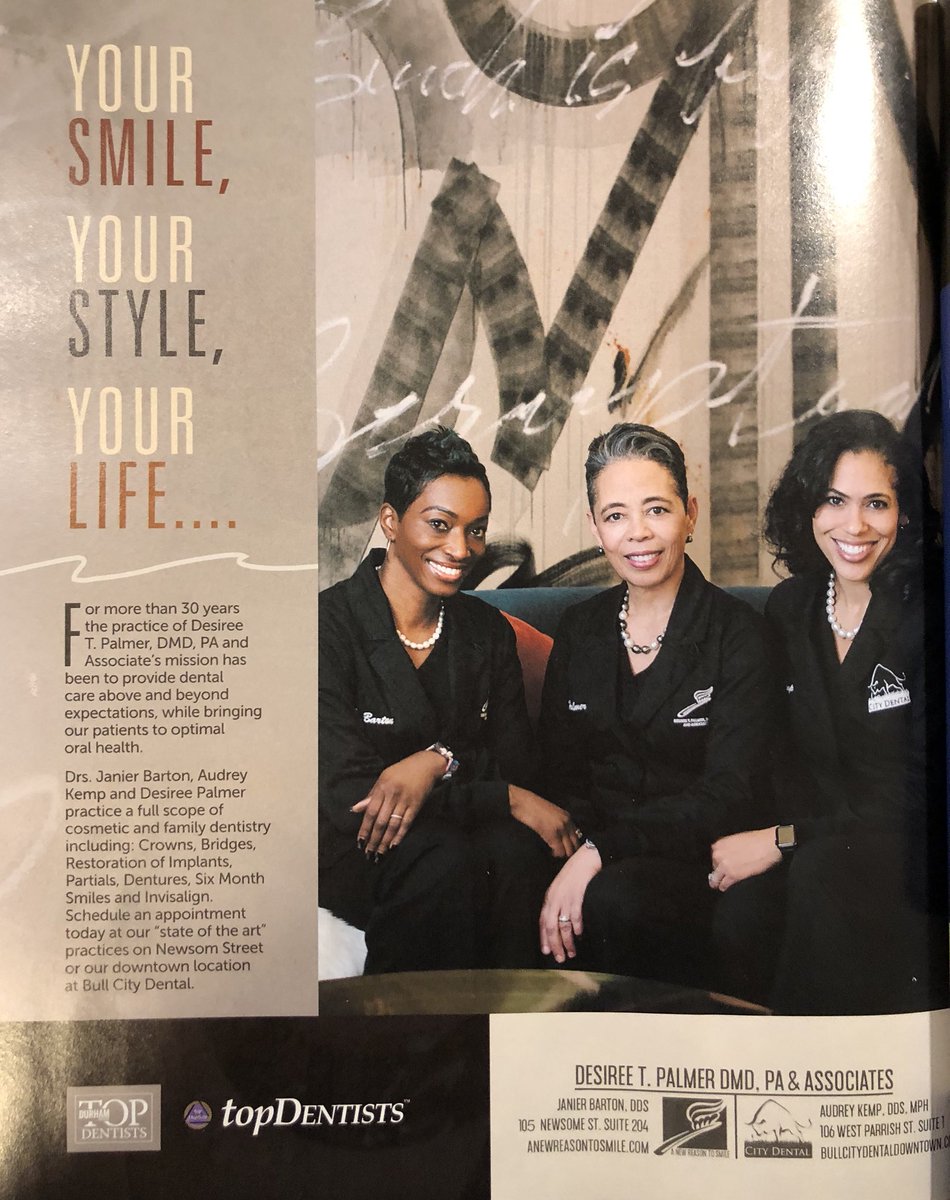 YOUR
SMILE,
YOUR
STYLE,
YOUR
LIFE....
For more than 30 years
the practice of Desiree
T. Palmer, DMD, PA and
Associate's mission has
been to provide dental
care above and beyond
expectations, while bringing
our patients to optimal
oral health.
Drs. Janier Barton, Audrey
Kemp and Desiree Palmer
practice a full scope of
cosmetic and family dentistry
including: Crowns, Bridges,
Restoration of Implants,
Partials, Dentures, Six Month
Smiles and Invisalign.
Schedule an appointment
today at our "state of the art"
practices on Newsom Street
or our downtown location
at Bull City Dental.
is
Barton
Palmer
CITY DENTAL
DURHAM
TOP
DENTISTS
topDENTISTS™
DESIREE T. PALMER DMD, PA & ASSOCIATES
JANIER BARTON, DDS
105 NEWSOME ST. SUITE 204
ANEWREASONTOSMILE.COM
A NEW REASON TO SMILE
CITY DENTAL
AUDREY KEMP, DDS, MPH
106 WEST PARRISH ST. SUITE 1
BULLCITYDENTALDOWNTOWN.C